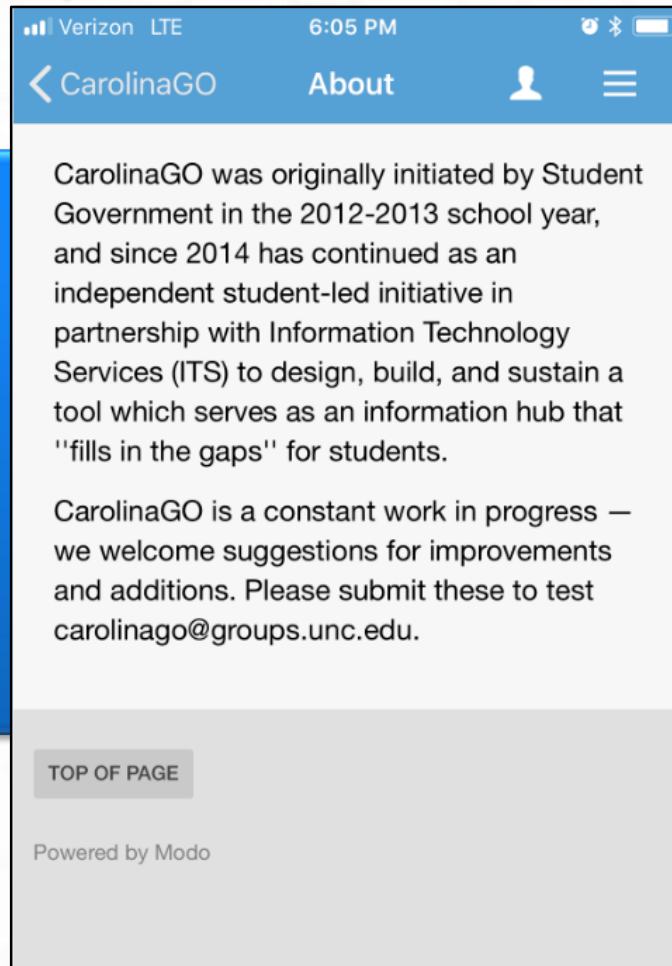 Verizon LTE 6:05 PM
CarolinaGO About
CarolinaGO was originally initiated by Student
Government in the 2012-2013 school year,
and since 2014 has continued as an
independent student-led initiative in
partnership with Information Technology
Services (ITS) to design, build, and sustain a
tool which serves as an information hub that
''fills in the gaps'' for students.
CarolinaGO is a constant work in progress —
we welcome suggestions for improvements
and additions. Please submit these to test
carolinago@groups.unc.edu.
TOP OF PAGE
Powered by Modo